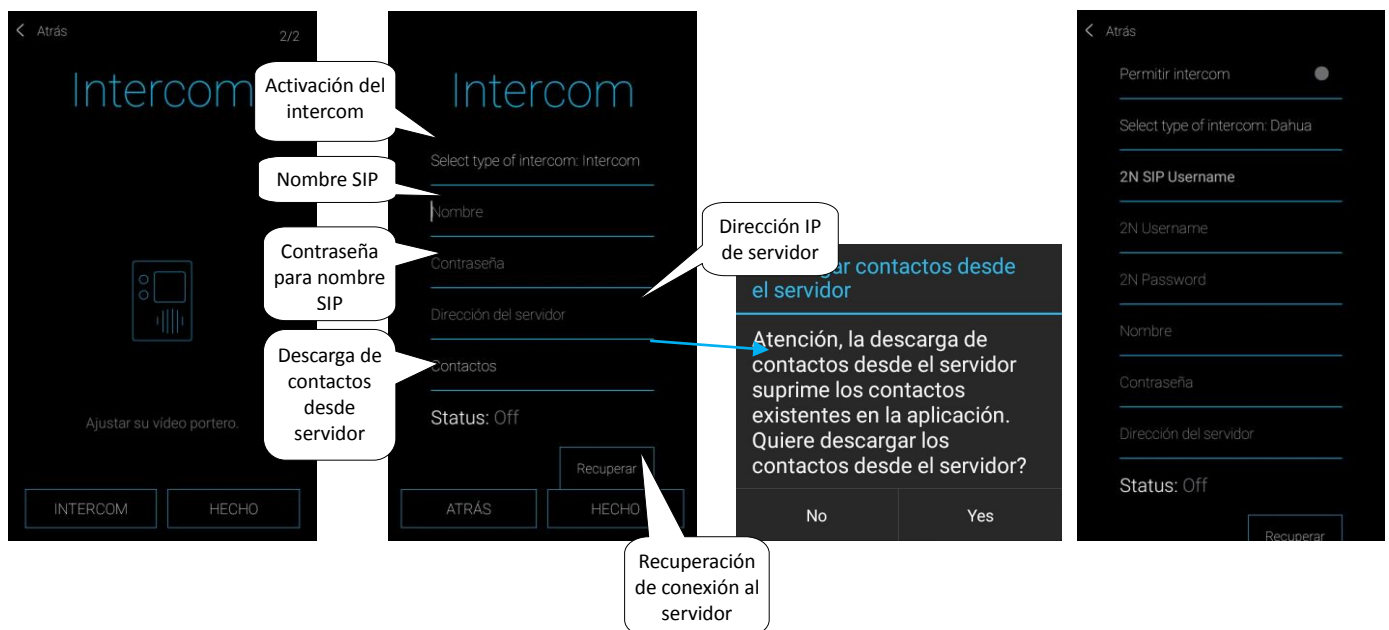 Atrás
2/2
Intercom
Ajustar su vídeo portero.
INTERCOM
HECHO
Activación del
intercom
Nombre SIP
Contraseña
para nombre
SIP
Descarga de
contactos
desde
servidor
Intercom
Select type of intercom: Intercom
Nombre
Contraseña
Dirección del servidor
Contactos
Status: Off
Recuperar
ATRÁS
HECHO
Dirección IP
de servidor
Recuperación
de conexión al
servidor
contactos desde
el servidor
Atención, la descarga de
contactos desde el servidor
suprime los contactos
existentes en la aplicación.
Quiere descargar los
contactos desde el servidor?
No
Yes
Atrás
Permitir intercom
Select type of intercom: Dahua
2N SIP Username
2N Username
2N Password
Nombre
Contraseña
Dirección del servidor
Status: Off
Recuperar